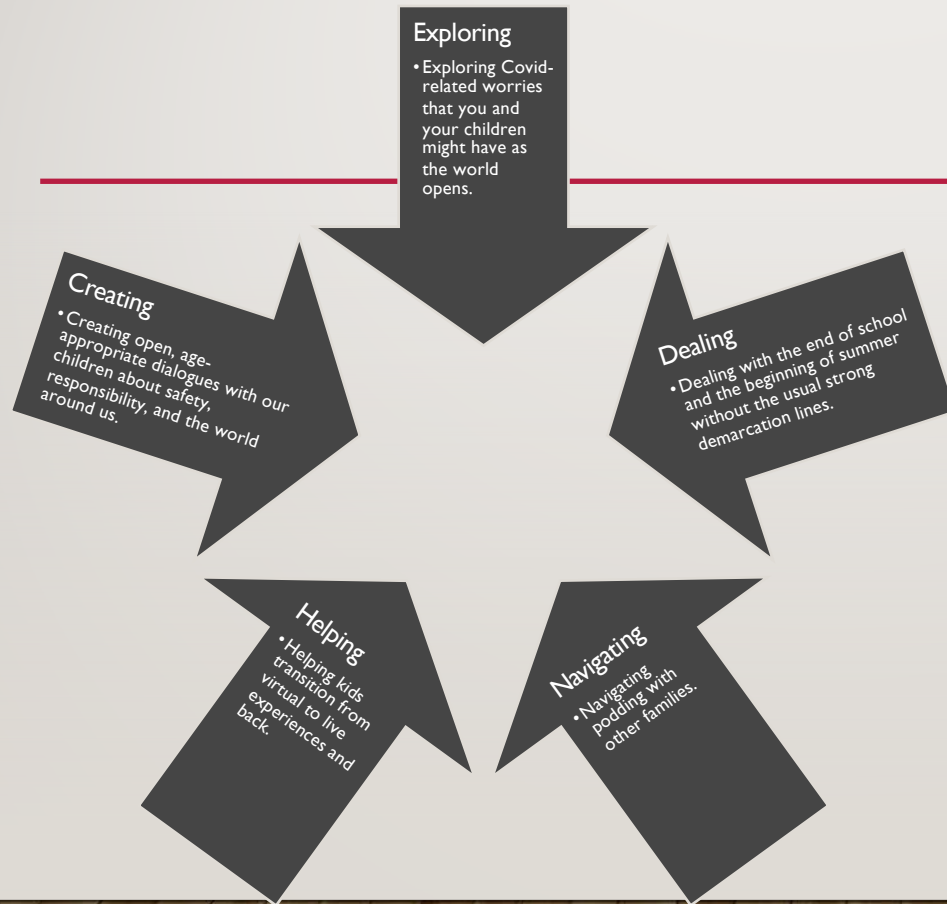 Exploring
• Exploring Covid-
related worries
that you and
your children
might have as
the world
opens.
Dealing
• Dealing with the end of school
and the beginning of summer
without the usual strong
demarcation lines.
Navigating
• Navigating
podding with
other families.
Helping
• Helping kids
transition from
virtual to live
experiences and
back.
Creating
• Creating open, age-
appropriate dialogues with our
children about safety,
responsibility, and the world
around us.